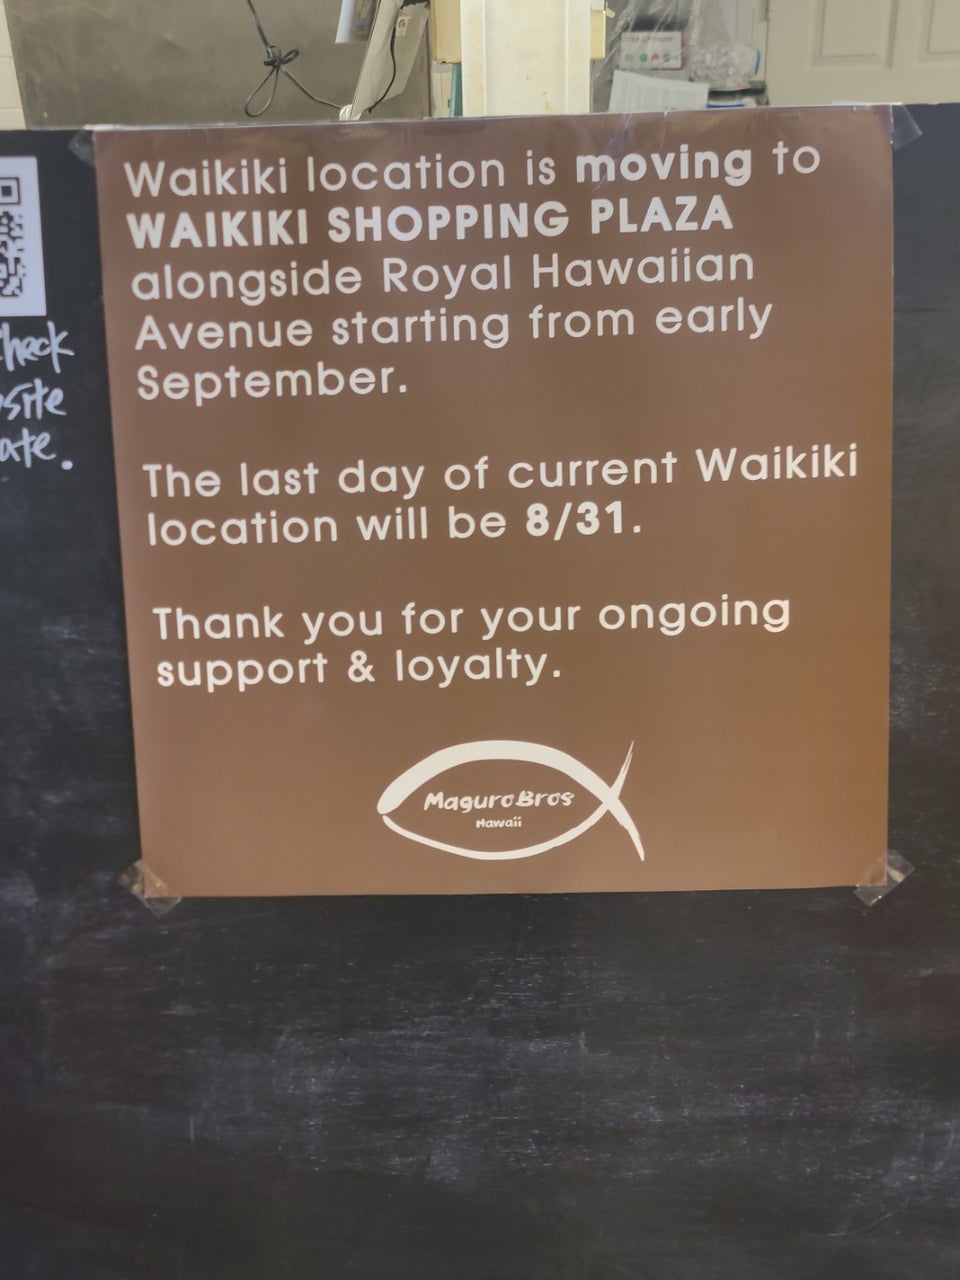 Waikiki location is moving to
WAIKIKI SHOPPING PLAZA
alongside Royal Hawaiian
Avenue starting from early
September.
The last day of current Waikiki
location will be 8/31.
Thank you for your ongoing
support & loyalty.
MaguroBros
Hawaii